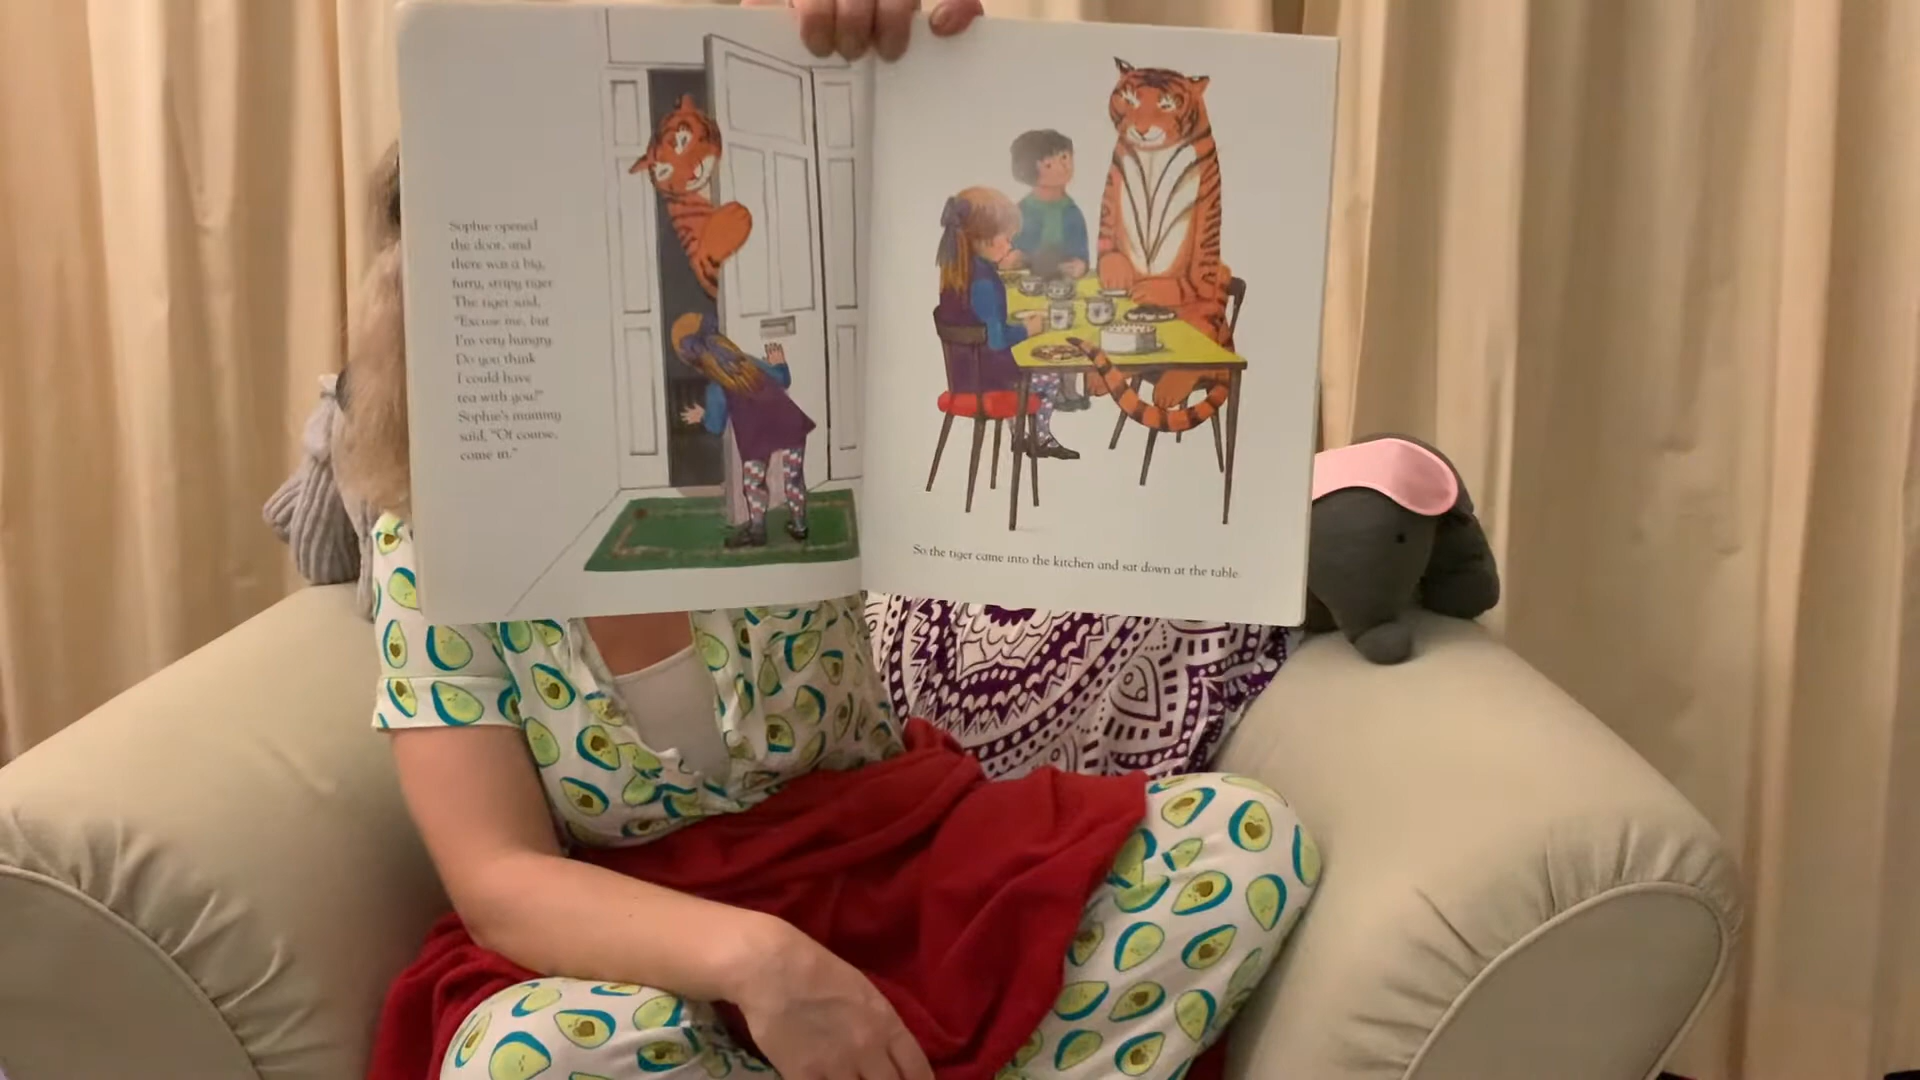 Sophie opened
the door, and
there was a big,
furry, stripy tiger.
The tiger said,
"Excuse me, but
I'm very hungry.
Do you think
I could have
tea with you?"
Sophie's mummy
said, "Of course,
come in."
So the tiger came into the kitchen and sat down at the table.